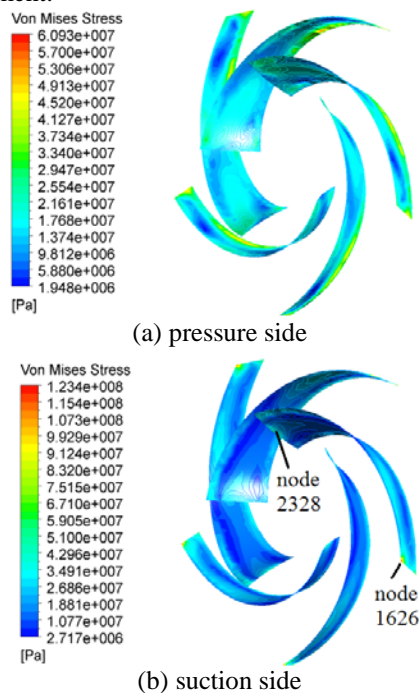 Von Mises Stress
6.093e+007
5.700e+007
5.306e+007
4.913e+007
4.520e+007
4.127e+007
3.734e+007
3.340e+007
2.947e+007
2.554e+007
2.161e+007
1.768e+007
1.374e+007
9.812e+006
5.880e+006
1.948e+006
[Pa]
(a) pressure side
Von Mises Stress
1.234e+008
1.154e+008
1.073e+008
9.929e+007
9.124e+007
8.320e+007
7.515e+007
6.710e+007
5.905e+007
5.100e+007
4.296e+007
3.491e+007
2.686e+007
1.881e+007
1.077e+007
2.717e+006
[Pa]
node
2328
node
1626
(b) suction side